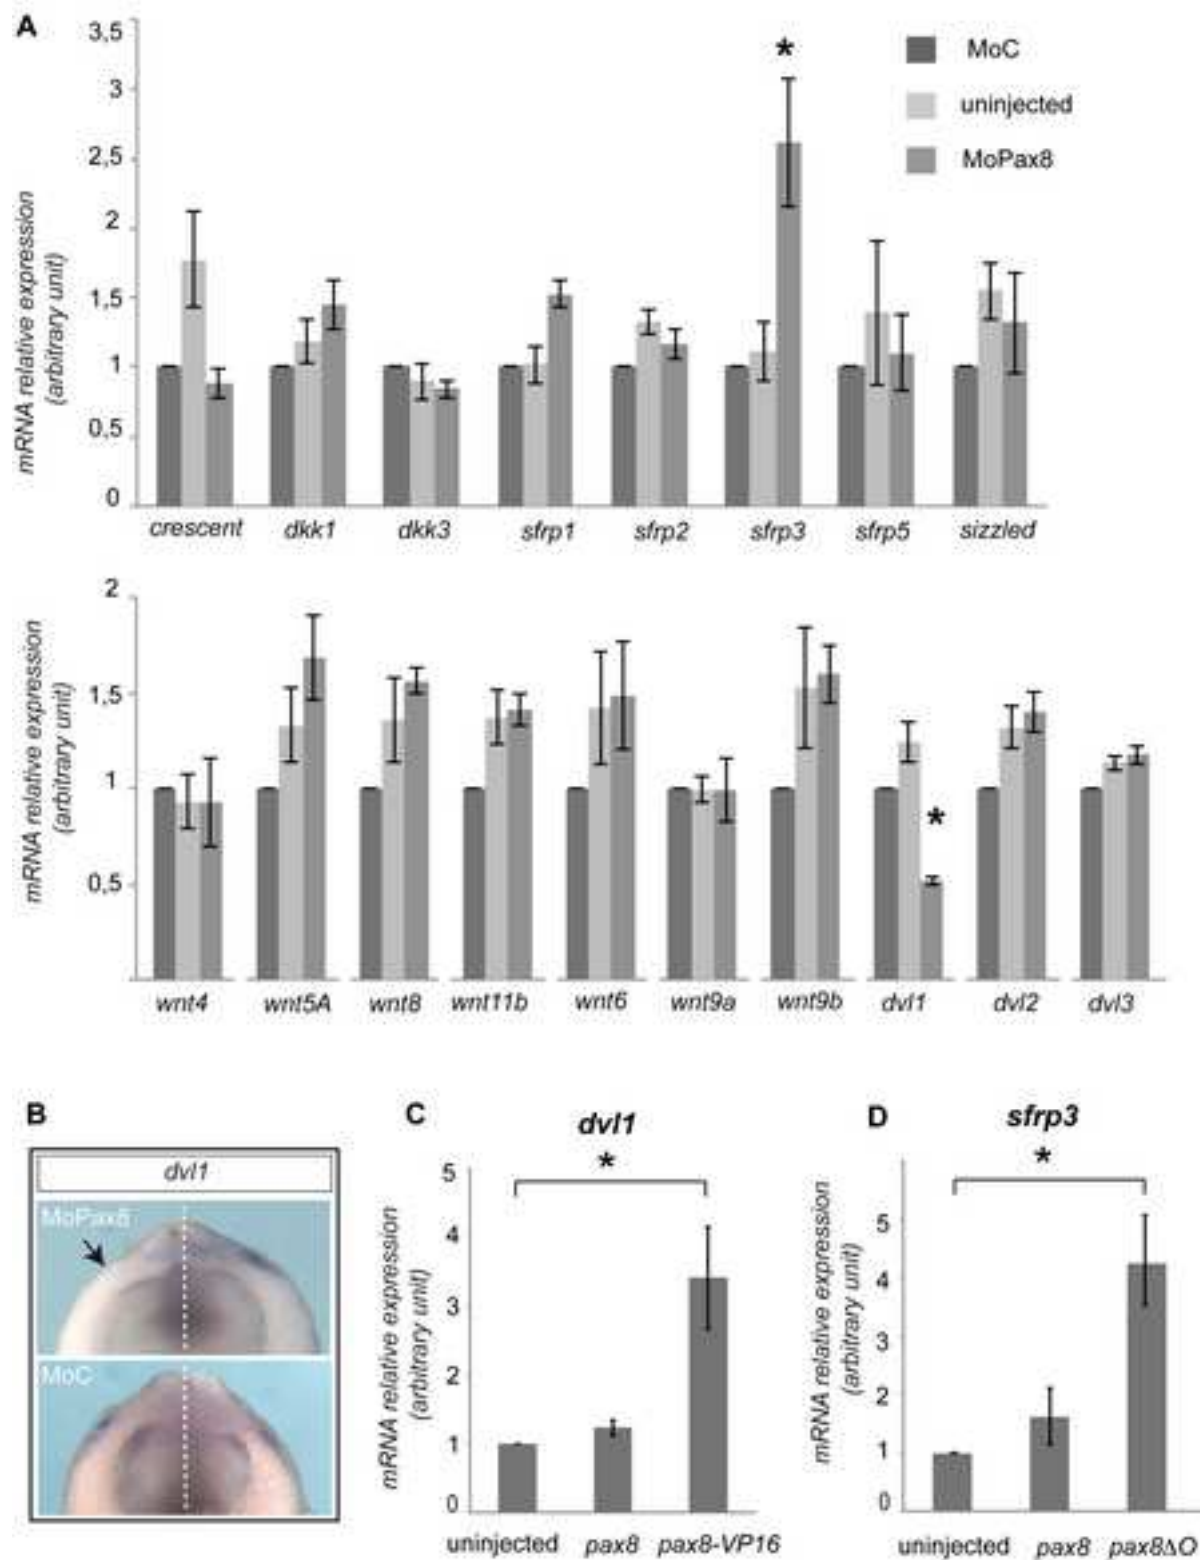 A
3,5
3
2,5
2
1,5
1
0,5
0
mRNA relative expression
(arbitrary unit)
*
MoC
uninjected
MoPax8
crescent dkk1 dkk3 sfrp1 sfrp2 sfrp3 sfrp5 sizzled
2
1,5
1
0,5
mRNA relative expression
(arbitrary unit)
*
wnt4 wnt5A wnt8 wnt11b wnt6 wnt9a wnt9b dvl1 dvl2 dvl3
B
dvl1
MoPax8
MoC
C
dvl1
*
5
4
3
2
1
0
mRNA relative expression
(arbitrary unit)
uninjected pax8 pax8-VP16
D
sfrp3
*
5
4
3
2
1
0
mRNA relative expression
(arbitrary unit)
uninjected pax8 pax8ΔO